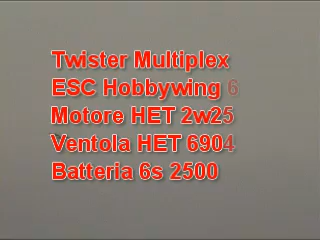 Twister Multiplex
ESC Hobbywing 6
Motore HET 2w25
Ventola HET 6904
Batteria 6s 2500